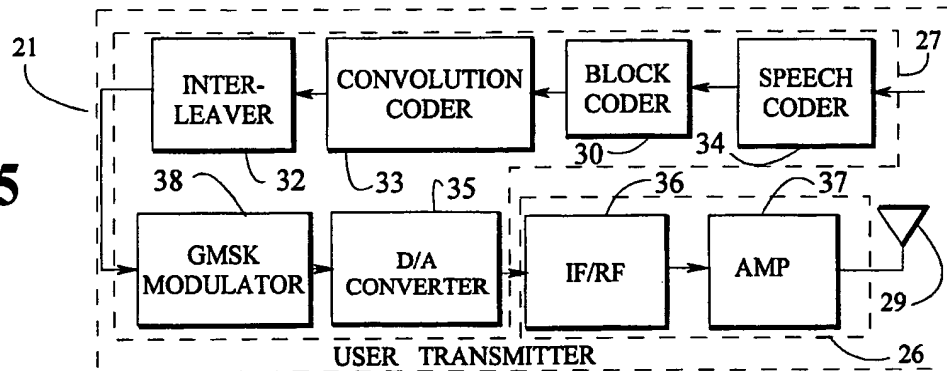 21
INTER-
LEAVER
CONVOLUTION
CODER
BLOCK
CODER
SPEECH
CODER
27
32
33
30
34
5
38
35
36
37
GMSK
MODULATOR
D/A
CONVERTER
IF/RF
AMP
29
USER TRANSMITTER
26